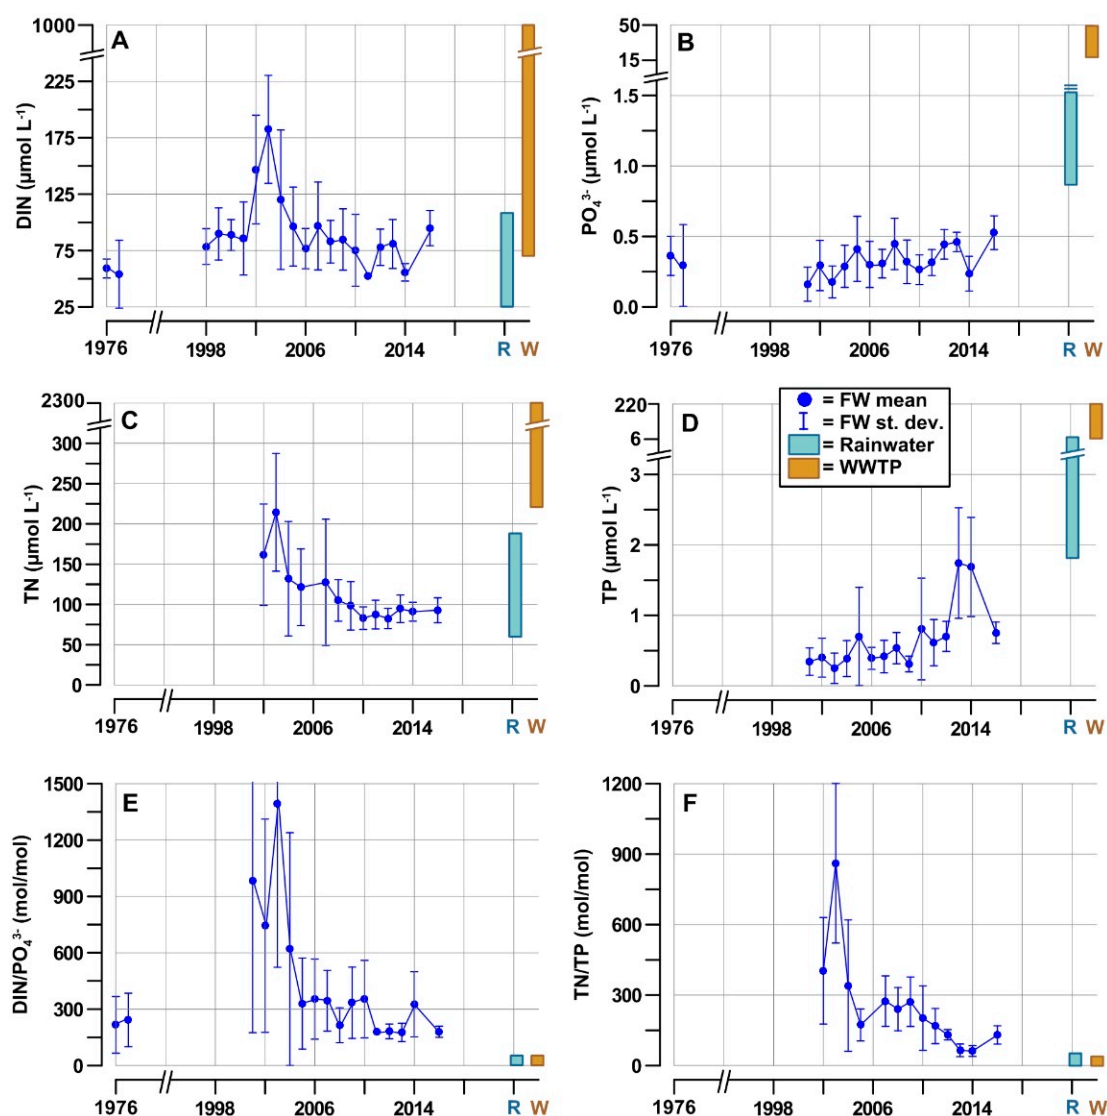 A
DIN (µmol L-1)
1000
225
175
125
75
25
1976
1998
2006
2014
R
W
B
PO43- (µmol L-1)
50
15
1.5
1.0
0.5
0.0
1976
1998
2006
2014
R
W
C
TN (µmol L-1)
2300
300
250
200
150
100
50
0
1976
1998
2006
2014
R
W
D
TP (µmol L-1)
220
6
3
2
1
0
1976
1998
2006
2014
R
W
= FW mean
= FW st. dev.
= Rainwater
= WWTP
E
DIN/PO43- (mol/mol)
1500
1200
900
600
300
0
1976
1998
2006
2014
R
W
F
TN/TP (mol/mol)
1200
900
600
300
0
1976
1998
2006
2014
R
W